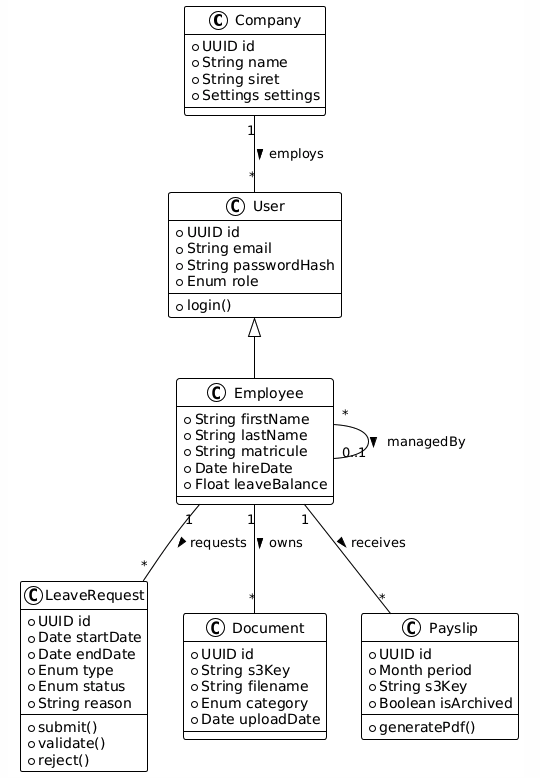 C Company
UUID id
String name
String siret
Settings settings
1
employs
*
C User
UUID id
String email
String passwordHash
Enum role
login()
C Employee
String firstName
String lastName
String matricule
Date hireDate
Float leaveBalance
*
managedBy
0..1
1 requests
1 owns
1 receives
*
*
*
C LeaveRequest
UUID id
Date startDate
Date endDate
Enum type
Enum status
String reason
submit()
validate()
reject()
C Document
UUID id
String s3Key
String filename
Enum category
Date uploadDate
C Payslip
UUID id
Month period
String s3Key
Boolean isArchived
generatePdf()